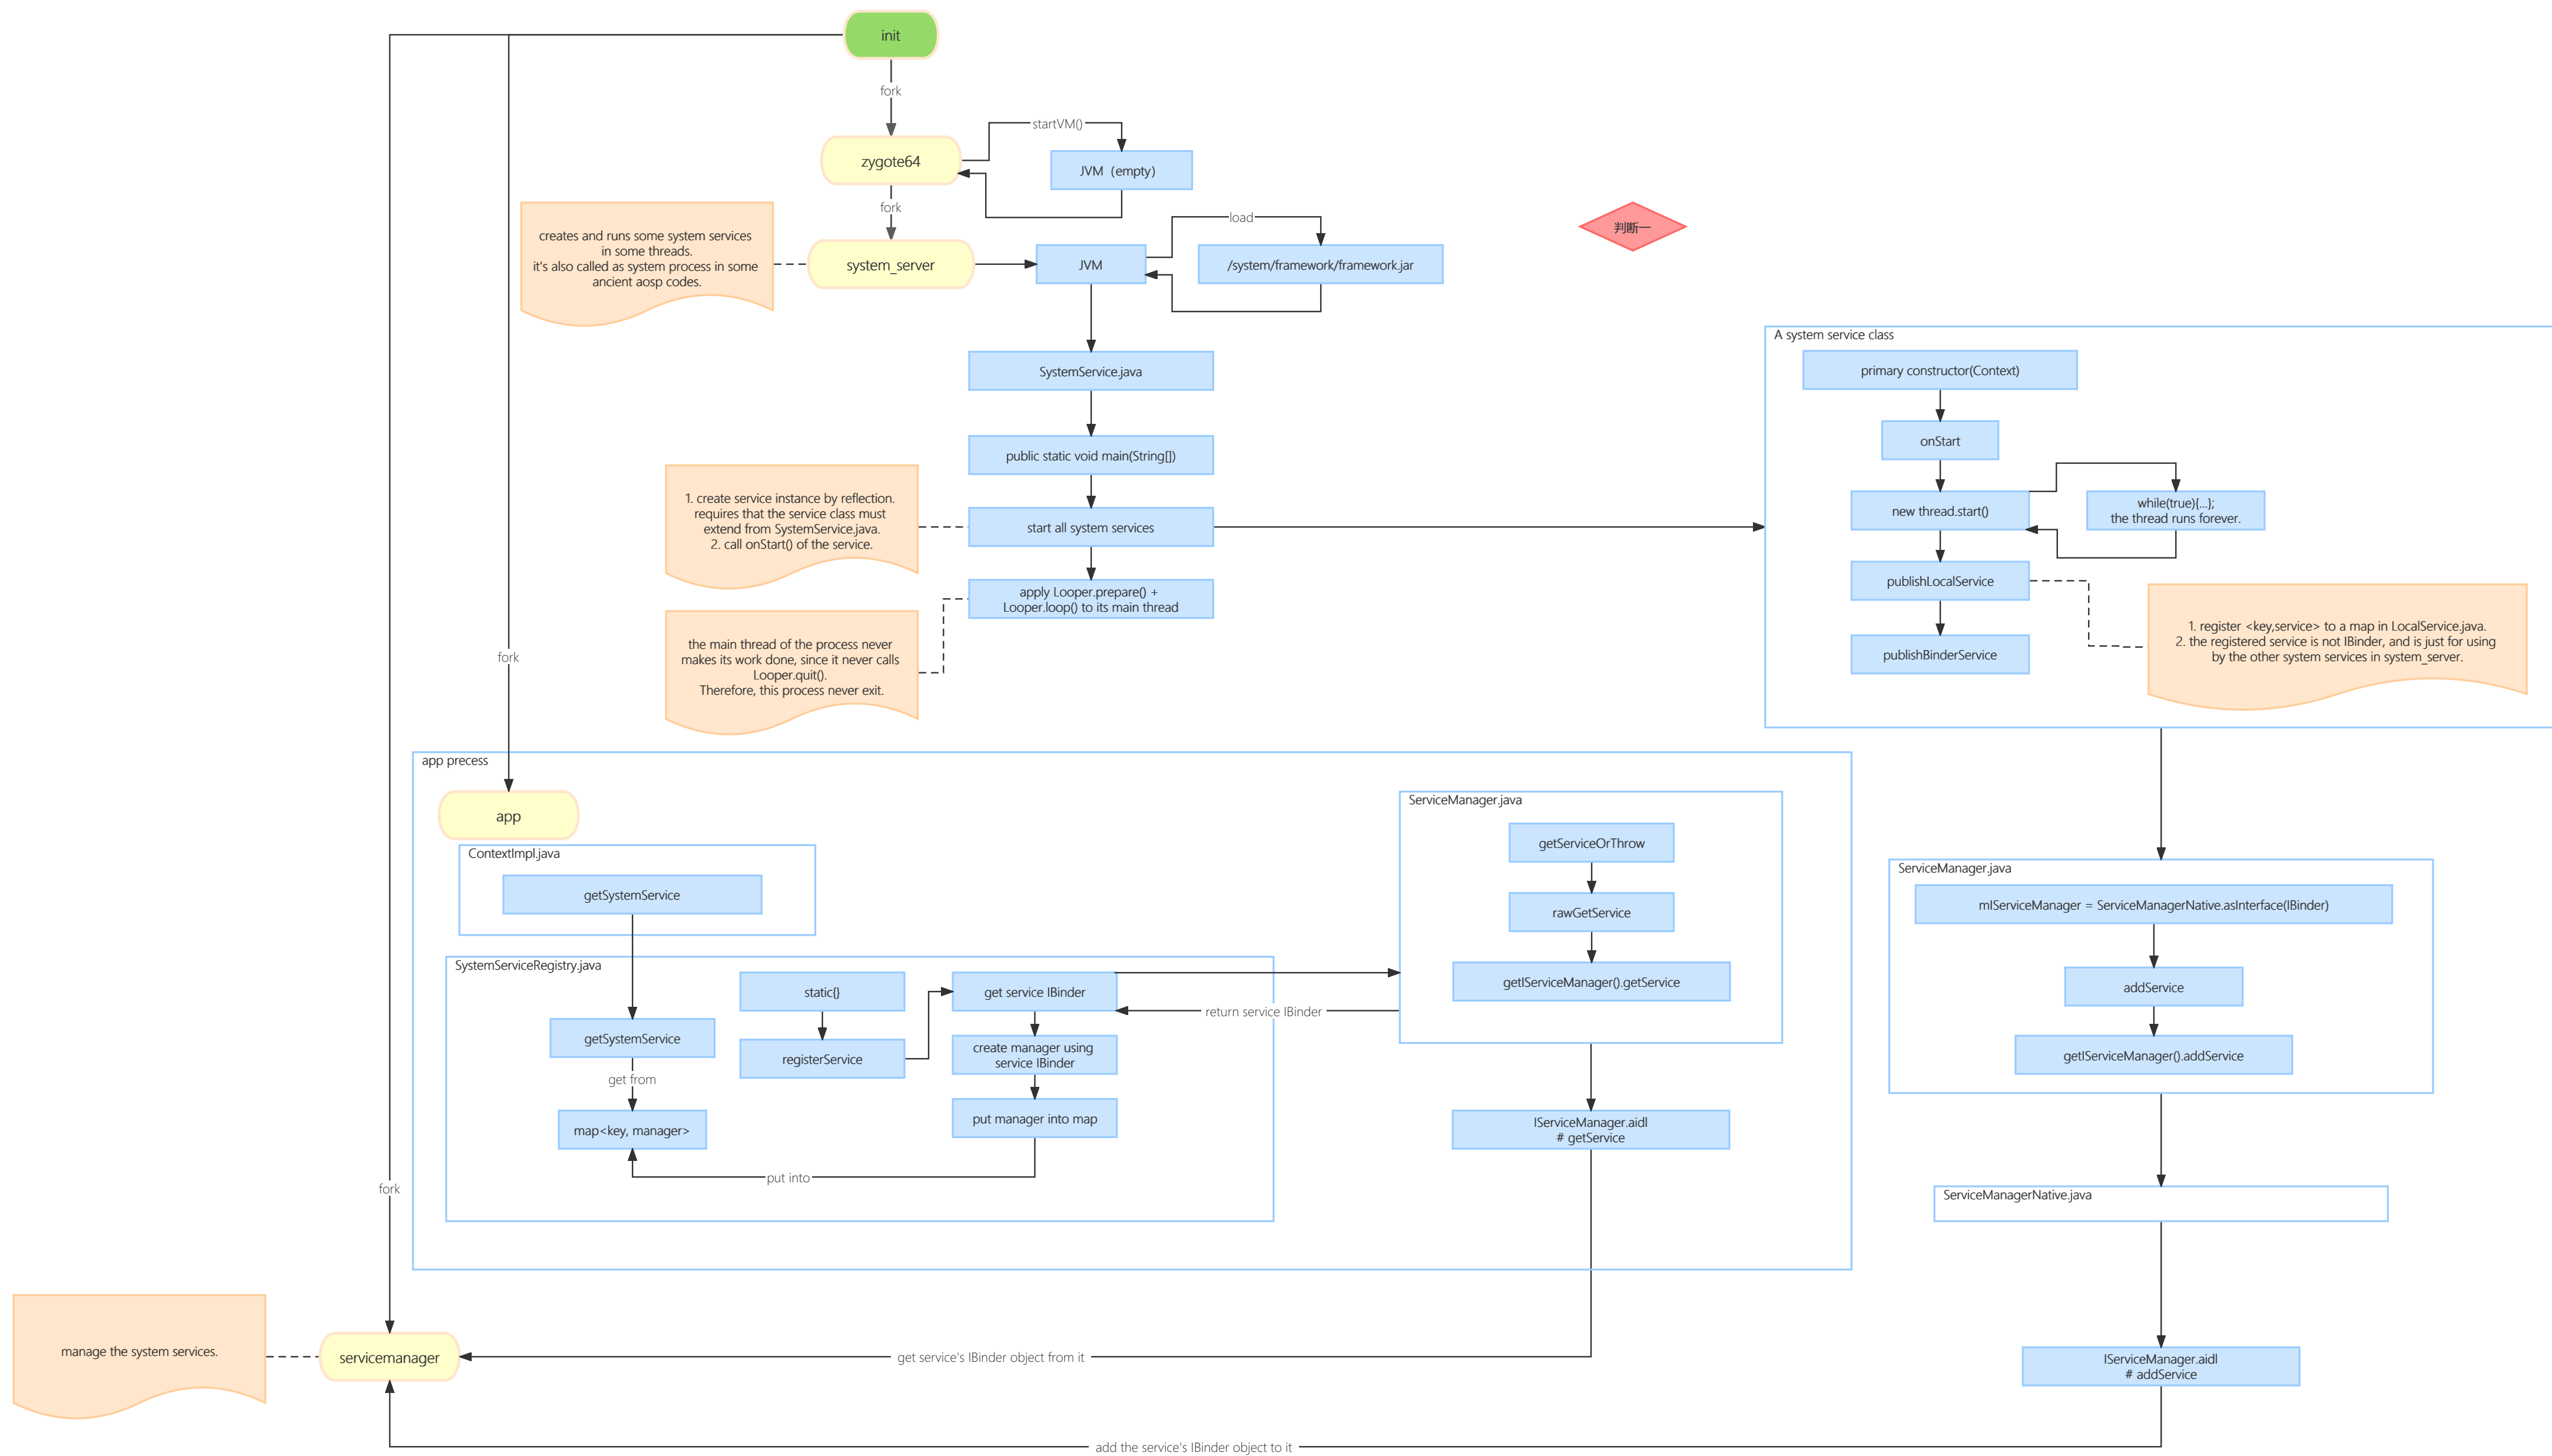 init
fork
zygote64
startVM()
JVM（empty）
fork
creates and runs some system services
in some threads.
it's also called as system process in some
ancient aosp codes.
system_server
JVM
load
/system/framework/framework.jar
判断一
SystemService.java
public static void main(String[])
1. create service instance by reflection.
requires that the service class must
extend from SystemService.java.
2. call onStart() of the service.
start all system services
apply Looper.prepare() +
Looper.loop() to its main thread
the main thread of the process never
makes its work done, since it never calls
Looper.quit().
Therefore, this process never exit.
A system service class
primary constructor(Context)
onStart
new thread.start()
while(true){...};
the thread runs forever.
publishLocalService
publishBinderService
1. register <key,service> to a map in LocalService.java.
2. the registered service is not IBinder, and is just for using
by the other system services in system_server.
fork
app precess
app
ContextImpl.java
getSystemService
SystemServiceRegistry.java
getSystemService
get from
map<key, manager>
static{}
registerService
get service IBinder
create manager using
service IBinder
put manager into map
put into
return service IBinder
ServiceManager.java
getServiceOrThrow
rawGetService
getIServiceManager().getService
IServiceManager.aidl
# getService
ServiceManager.java
mIServiceManager = ServiceManagerNative.asInterface(IBinder)
addService
getIServiceManager().addService
ServiceManagerNative.java
IServiceManager.aidl
# addService
fork
manage the system services.
servicemanager
get service's IBinder object from it
add the service's IBinder object to it